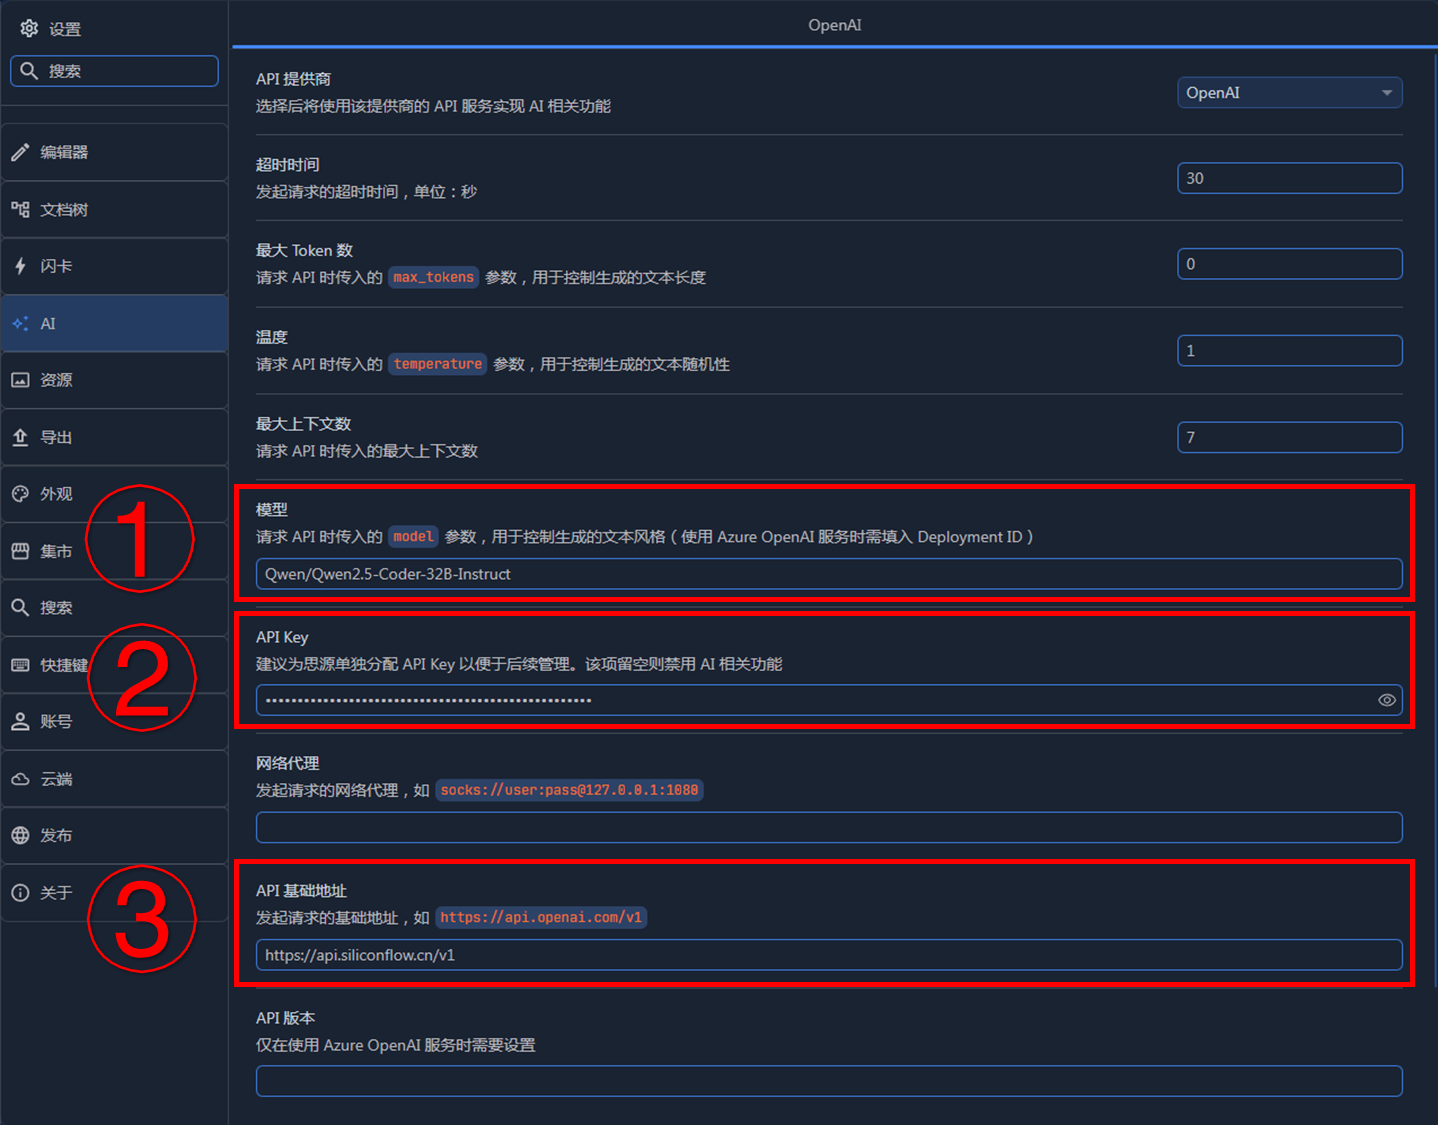 设置
搜索
编辑器
文档树
闪卡
AI
资源
导出
外观
集市
搜索
快捷键
账号
云端
发布
关于
①
②
③
OpenAI
API 提供商
选择后将使用该提供商的 API 服务实现 AI 相关功能
OpenAI
超时时间
发起请求的超时时间，单位：秒
30
最大 Token 数
请求 API 时传入的 max_tokens 参数，用于控制生成的文本长度
0
温度
请求 API 时传入的 temperature 参数，用于控制生成的文本随机性
1
最大上下文数
请求 API 时传入的最大上下文数
7
模型
请求 API 时传入的 model 参数，用于控制生成的文本风格（使用 Azure OpenAI 服务时需填入 Deployment ID）
Qwen/Qwen2.5-Coder-32B-Instruct
API Key
建议为思源单独分配 API Key 以便于后续管理。该项留空则禁用 AI 相关功能
网络代理
发起请求的网络代理，如 socks://user:pass@127.0.0.1:1080
API 基础地址
发起请求的基础地址，如 https://api.openai.com/v1
https://api.siliconflow.cn/v1
API 版本
仅在使用 Azure OpenAI 服务时需要设置